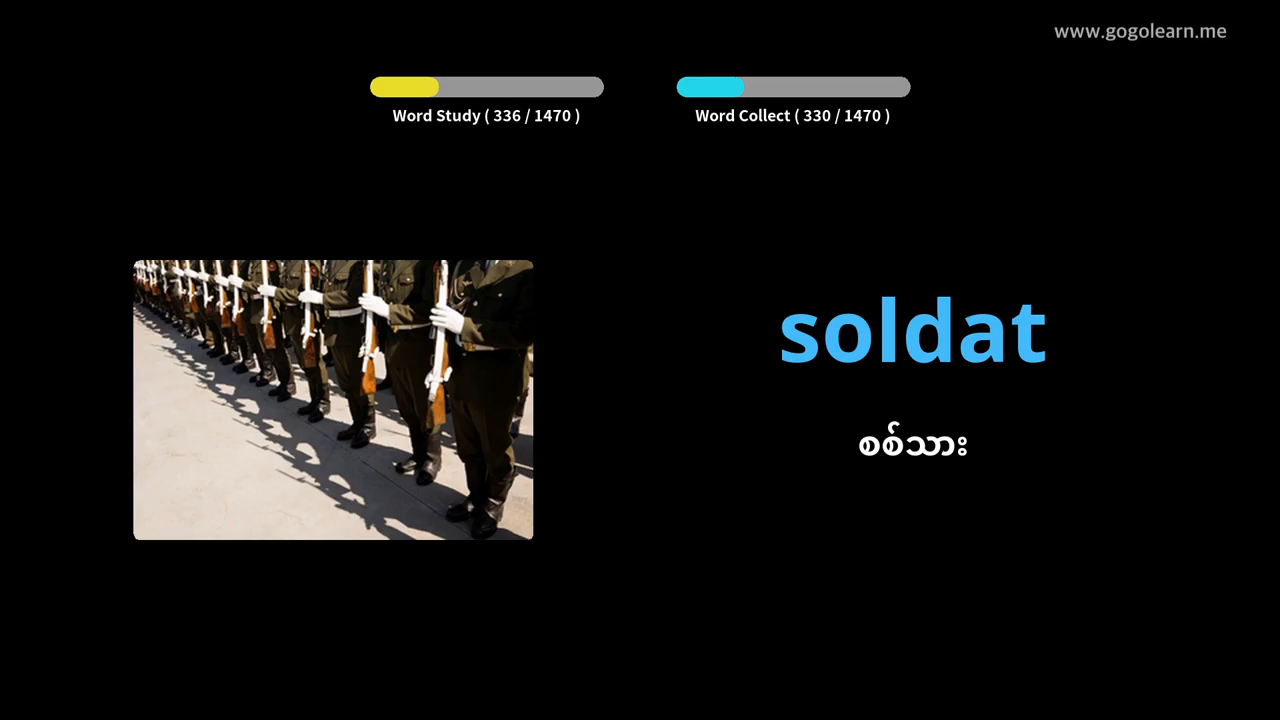 www.gogolearn.me
Word Study ( 336 / 1470 )
Word Collect ( 330 / 1470 )
soldat
စစ်သား